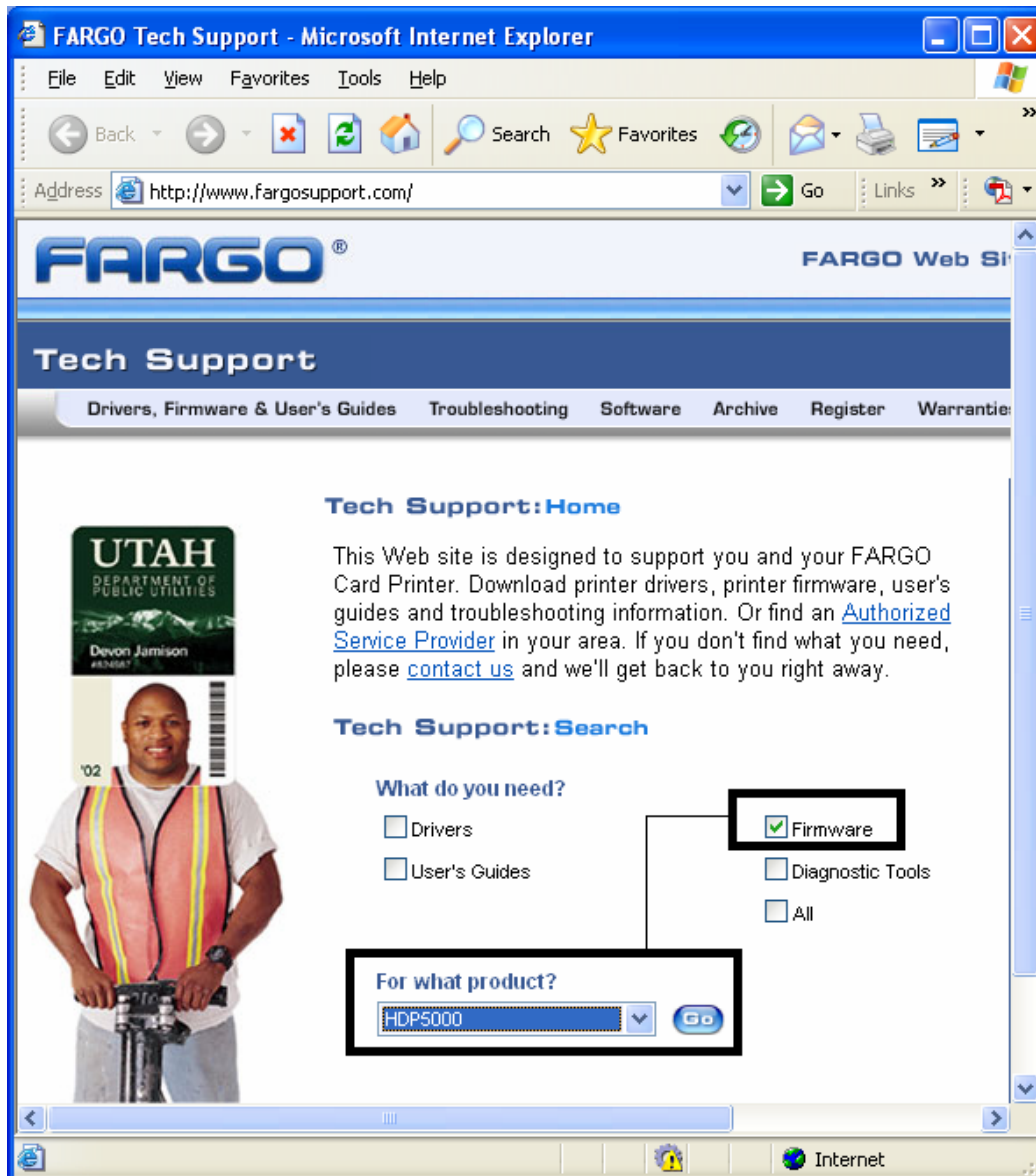 FARGO Tech Support - Microsoft Internet Explorer
File Edit View Favorites Tools Help
Back Search Favorites
Address http://www.fargosupport.com/ Go Links
FARGO®
FARGO Web Si
Tech Support
Drivers, Firmware & User's Guides Troubleshooting Software Archive Register Warrantie
Tech Support:Home
This Web site is designed to support you and your FARGO
Card Printer. Download printer drivers, printer firmware, user's
guides and troubleshooting information. Or find an Authorized
Service Provider in your area. If you don't find what you need,
please contact us and we'll get back to you right away.
UTAH
DEPARTMENT OF
PUBLIC UTILITIES
Devon Jamison
'02
Tech Support:Search
What do you need?
Drivers Firmware
User's Guides Diagnostic Tools
All
For what product?
HDP5000 Go
Internet